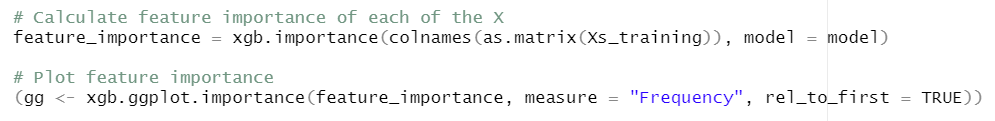 # Calculate feature importance of each of the X
feature_importance = xgb.importance(colnames(as.matrix(Xs_training)), model = model)
# Plot feature importance
(gg <- xgb.ggplot.importance(feature_importance, measure = "Frequency", rel_to_first = TRUE))